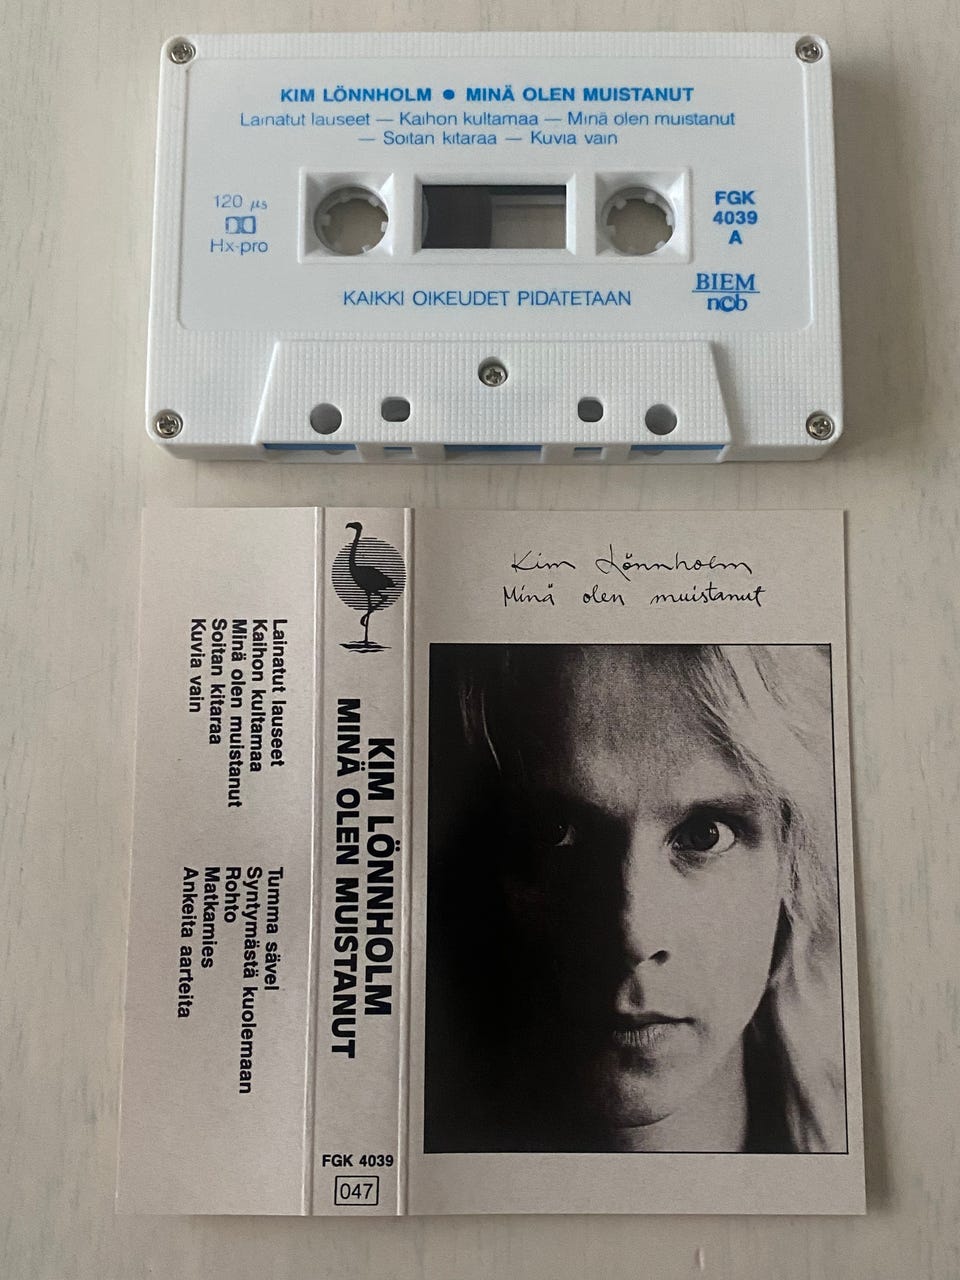 KIM LÖNNHOLM ● MINÄ OLEN MUISTANUT
Lainatut lauseet — Kaihon kultamaa — Minä olen muistanut
— Soitan kitaraa — Kuvia vain
120 µs
Hx-pro
FGK
4039
A
KAIKKI OIKEUDET PIDÄTETÄÄN
BIEM
ncb
Kim Lönnholm
Minä olen muistanut
KIM LÖNNHOLM
MINÄ OLEN MUISTANUT
FGK 4039
047
Lainatut lauseet
Kaihon kultamaa
Minä olen muistanut
Soitan kitaraa
Kuvia vain
Tumma sävel
Syntymästä kuolemaan
Rohto
Matkamies
Ankeita aarteita